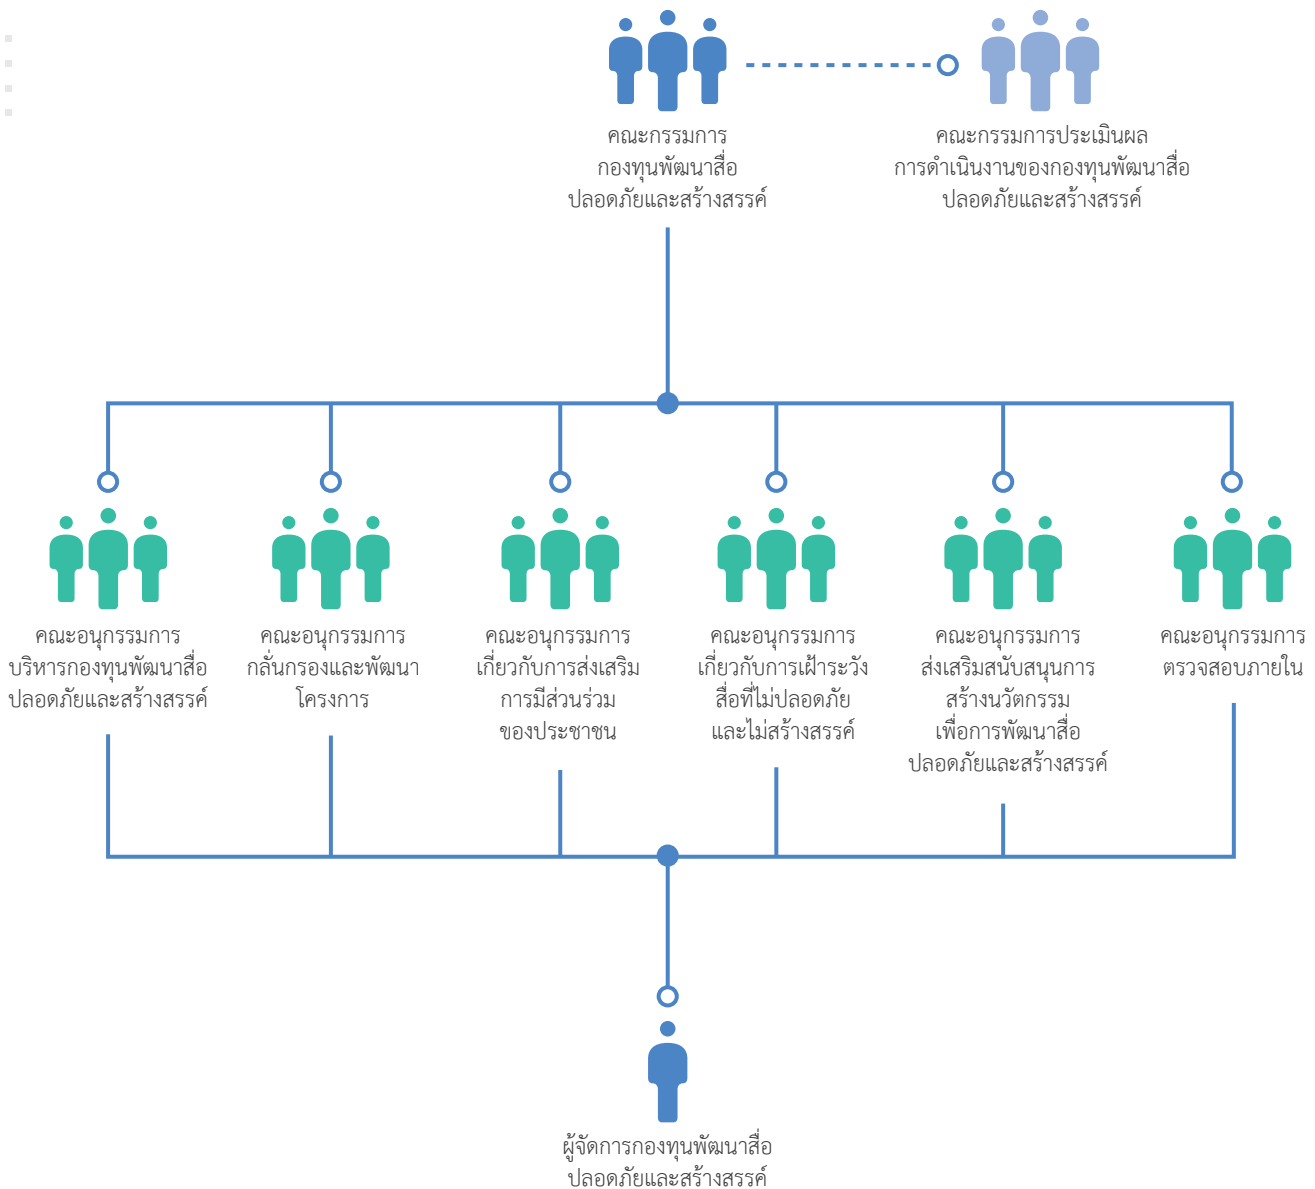 คณะกรรมการ
กองทุนพัฒนาสื่อ
ปลอดภัยและสร้างสรรค์
คณะกรรมการประเมินผล
การดำเนินงานของกองทุนพัฒนาสื่อ
ปลอดภัยและสร้างสรรค์
คณะอนุกรรมการ
บริหารกองทุนพัฒนาสื่อ
ปลอดภัยและสร้างสรรค์
คณะอนุกรรมการ
กลั่นกรองและพัฒนา
โครงการ
คณะอนุกรรมการ
เกี่ยวกับการส่งเสริม
การมีส่วนร่วม
ของประชาชน
คณะอนุกรรมการ
เกี่ยวกับการเฝ้าระวัง
สื่อที่ไม่ปลอดภัย
และไม่สร้างสรรค์
คณะอนุกรรมการ
ส่งเสริมสนับสนุนการ
สร้างนวัตกรรม
เพื่อการพัฒนาสื่อ
ปลอดภัยและสร้างสรรค์
คณะอนุกรรมการ
ตรวจสอบภายใน
ผู้จัดการกองทุนพัฒนาสื่อ
ปลอดภัยและสร้างสรรค์